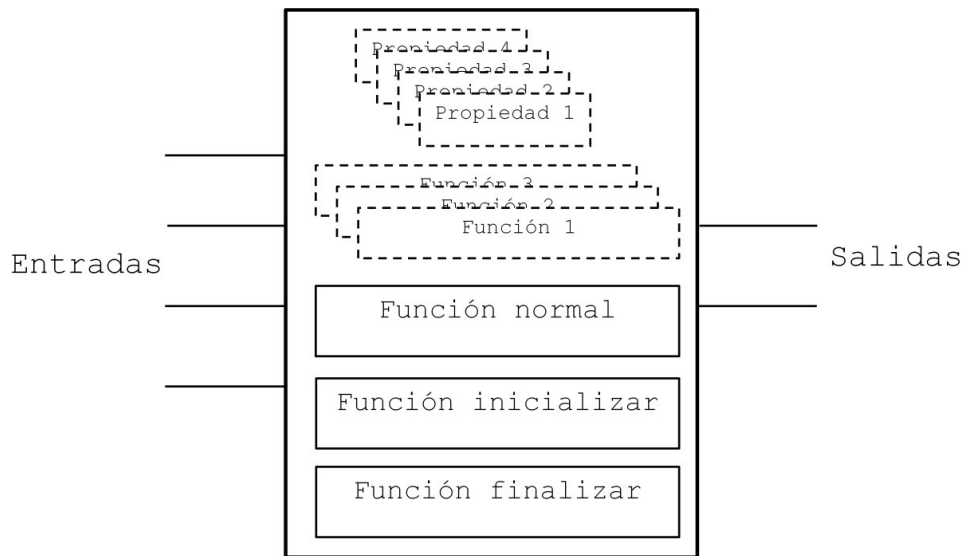 Propiedad 4
Propiedad 3
Propiedad 2
Propiedad 1
Función 3
Función 2
Función 1
Entradas
Salidas
Función normal
Función inicializar
Función finalizar